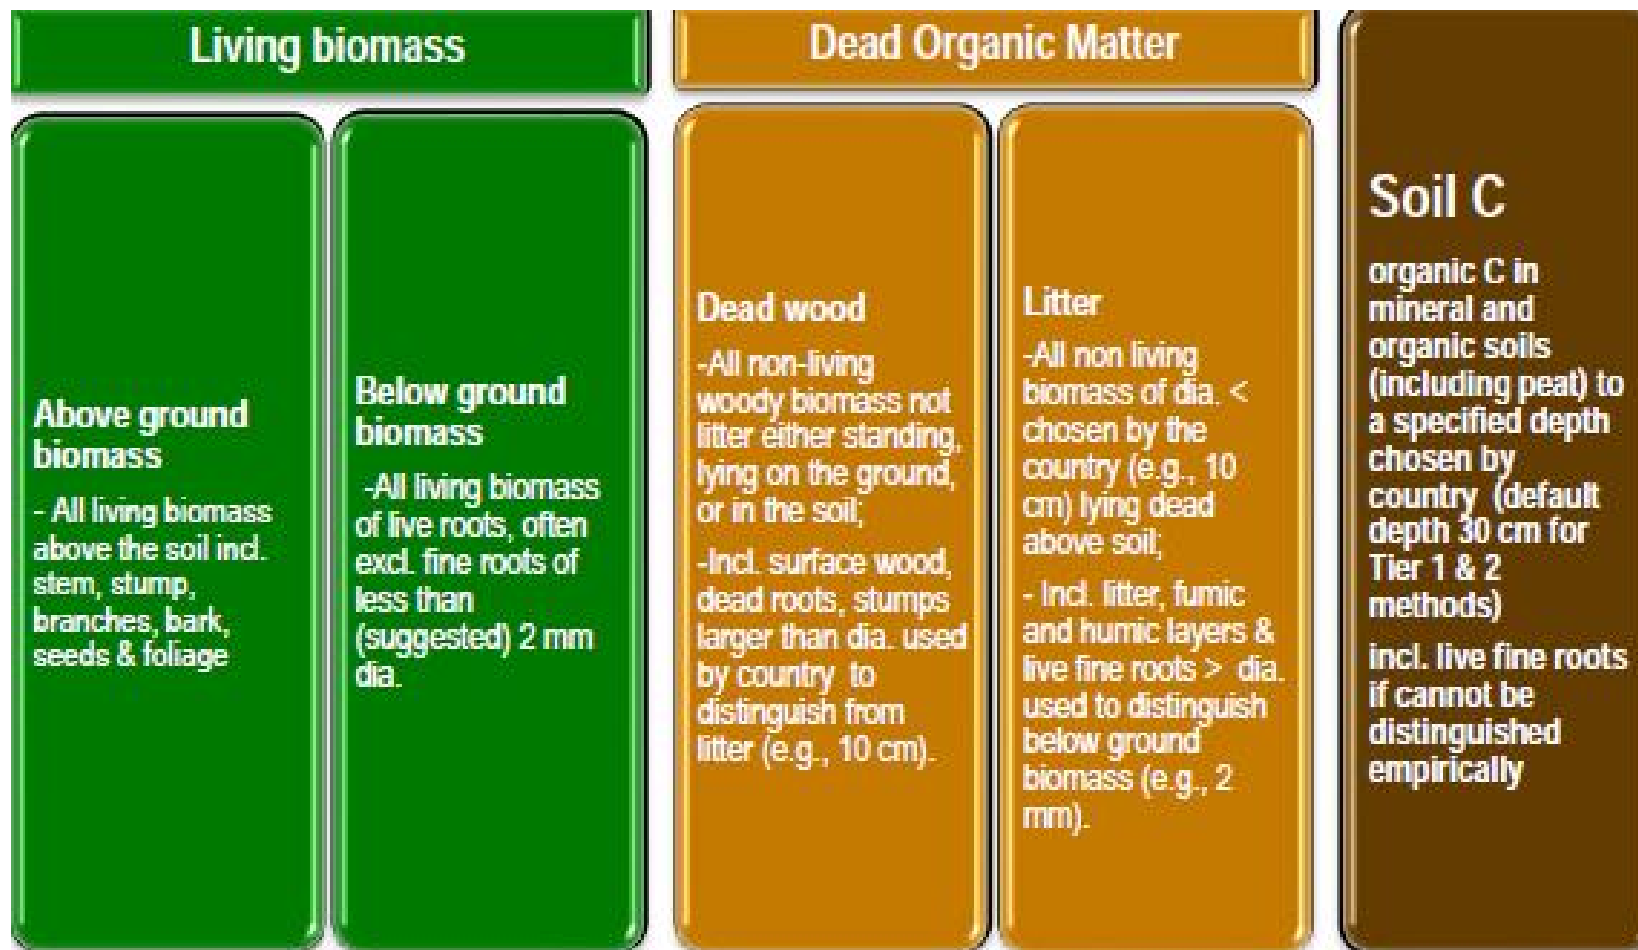 Living biomass
Above ground
biomass
- All living biomass
above the soil incl.
stem, stump,
branches, bark,
seeds & foliage
Below ground
biomass
-All living biomass
of live roots, often
excl. fine roots of
less than
(suggested) 2 mm
dia.
Dead Organic Matter
Dead wood
-All non-living
woody biomass not
litter either standing,
lying on the ground,
or in the soil;
-Incl. surface wood,
dead roots, stumps
larger than dia. used
by country to
distinguish from
litter (e.g., 10 cm).
Litter
-All non living
biomass of dia. <
chosen by the
country (e.g., 10
cm) lying dead
above soil;
- Incl. litter, fumic
and humic layers &
live fine roots > dia.
used to distinguish
below ground
biomass (e.g., 2
mm).
Soil C
organic C in
mineral and
organic soils
(including peat) to
a specified depth
chosen by
country (default
depth 30 cm for
Tier 1 & 2
methods)
incl. live fine roots
if cannot be
distinguished
empirically